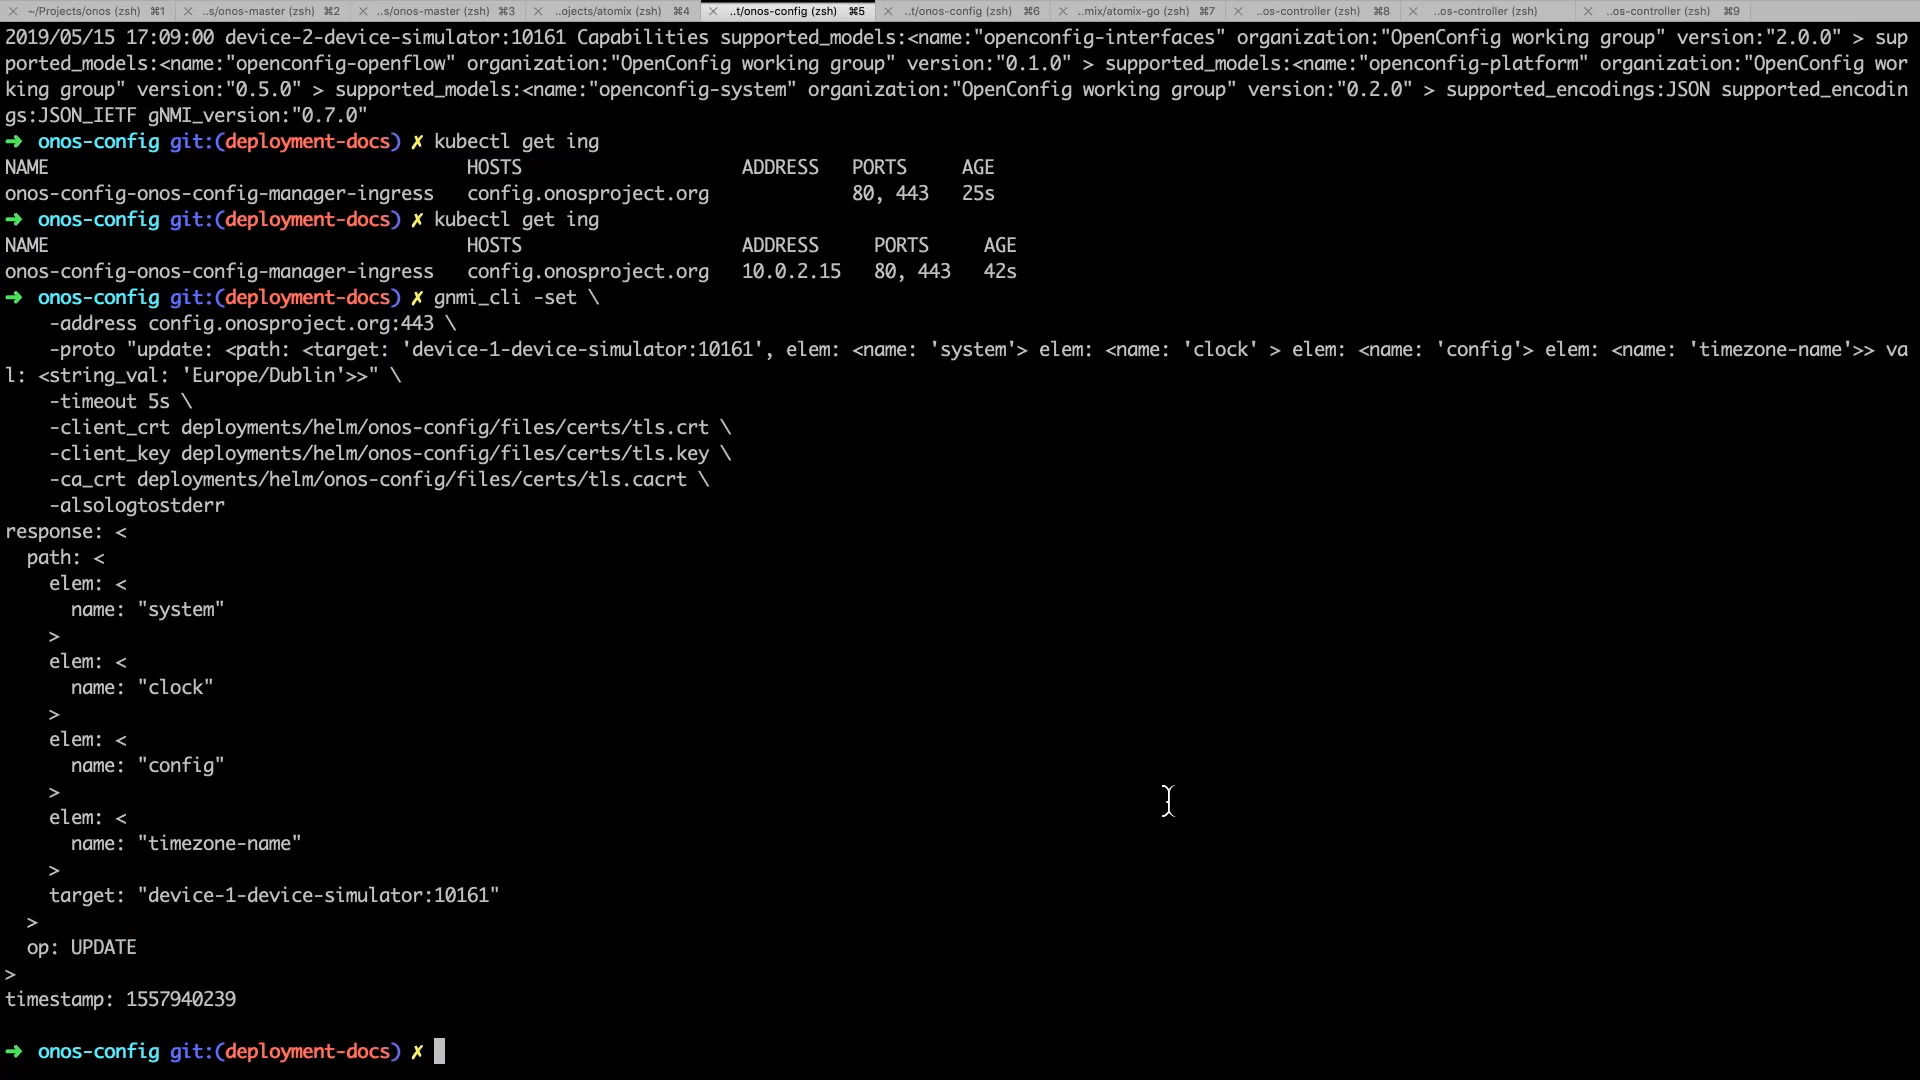 ~/Projects/onos (zsh) ⌘1 ..s/onos-master (zsh) ⌘2 ..s/onos-master (zsh) ⌘3 ..ojects/atomix (zsh) ⌘4 ..t/onos-config (zsh) ⌘5 ..t/onos-config (zsh) ⌘6 ..mix/atomix-go (zsh) ⌘7 ..os-controller (zsh) ⌘8 ..os-controller (zsh) ..os-controller (zsh) ⌘9
2019/05/15 17:09:00 device-2-device-simulator:10161 Capabilities supported_models:<name:"openconfig-interfaces" organization:"OpenConfig working group" version:"2.0.0" > sup
ported_models:<name:"openconfig-openflow" organization:"OpenConfig working group" version:"0.1.0" > supported_models:<name:"openconfig-platform" organization:"OpenConfig wor
king group" version:"0.5.0" > supported_models:<name:"openconfig-system" organization:"OpenConfig working group" version:"0.2.0" > supported_encodings:JSON supported_encodin
gs:JSON_IETF gNMI_version:"0.7.0"
➜ onos-config git:(deployment-docs) ✗ kubectl get ing
NAME HOSTS ADDRESS PORTS AGE
onos-config-onos-config-manager-ingress config.onosproject.org 80, 443 25s
➜ onos-config git:(deployment-docs) ✗ kubectl get ing
NAME HOSTS ADDRESS PORTS AGE
onos-config-onos-config-manager-ingress config.onosproject.org 10.0.2.15 80, 443 42s
➜ onos-config git:(deployment-docs) ✗ gnmi_cli -set \
-address config.onosproject.org:443 \
-proto "update: <path: <target: 'device-1-device-simulator:10161', elem: <name: 'system'> elem: <name: 'clock' > elem: <name: 'config'> elem: <name: 'timezone-name'>> va
l: <string_val: 'Europe/Dublin'>>" \
-timeout 5s \
-client_crt deployments/helm/onos-config/files/certs/tls.crt \
-client_key deployments/helm/onos-config/files/certs/tls.key \
-ca_crt deployments/helm/onos-config/files/certs/tls.cacrt \
-alsologtostderr
response: <
path: <
elem: <
name: "system"
>
elem: <
name: "clock"
>
elem: <
name: "config"
>
elem: <
name: "timezone-name"
>
target: "device-1-device-simulator:10161"
>
op: UPDATE
>
timestamp: 1557940239
➜ onos-config git:(deployment-docs) ✗